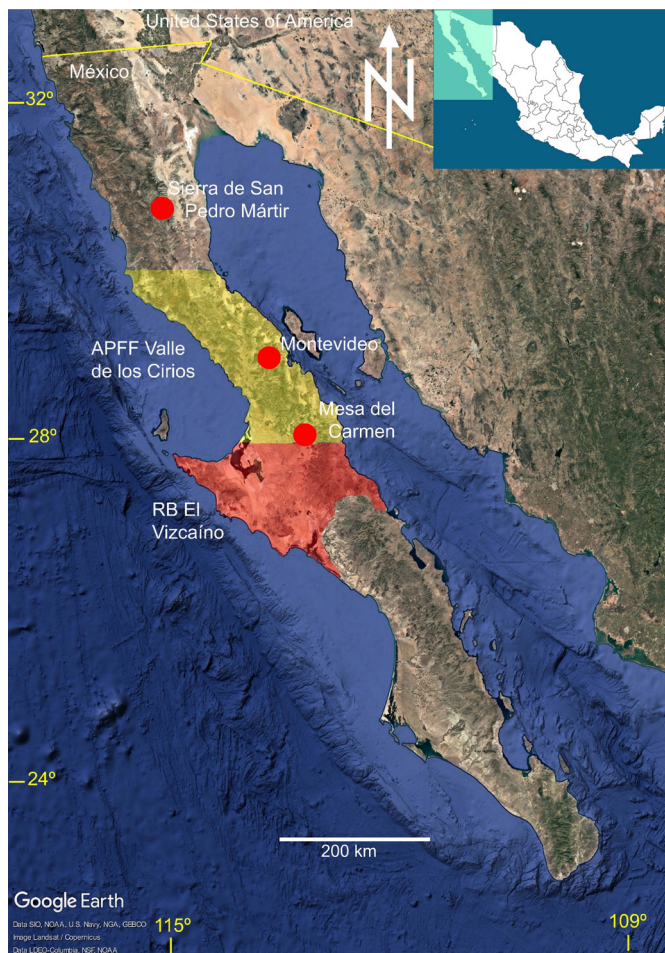 United States of America
México
N
32º
Sierra de San
Pedro Mártir
APFF Valle
de los Cirios
Montevideo
Mesa del
Carmen
28º
RB El
Vizcaíno
24º
200 km
Google Earth
Data SIO, NOAA, U.S. Navy, NGA, GEBCO
Image Landsat / Copernicus
Data LDEO-Columbia, NSF, NOAA
115º
109º